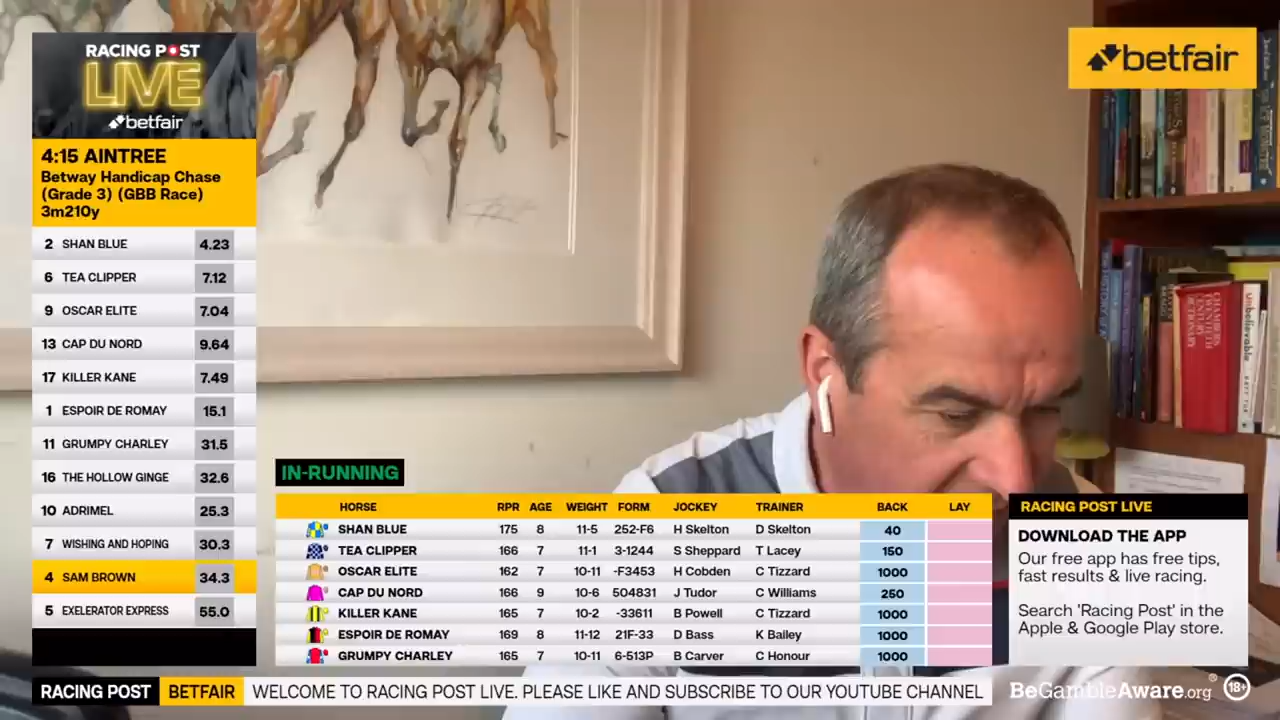 RACING POST
LIVE
betfair
4:15 AINTREE
Betway Handicap Chase
(Grade 3) (GBB Race)
3m210y
2 SHAN BLUE 4.23
6 TEA CLIPPER 7.12
9 OSCAR ELITE 7.04
13 CAP DU NORD 9.64
17 KILLER KANE 7.49
1 ESPOIR DE ROMAY 15.1
11 GRUMPY CHARLEY 31.5
16 THE HOLLOW GINGE 32.6
10 ADRIMEL 25.3
7 WISHING AND HOPING 30.3
4 SAM BROWN 34.3
5 EXELERATOR EXPRESS 55.0
betfair
CHAMBERS
TWENTIETH
CENTURY
DICTIONARY
Unbelievable
IN-RUNNING
HORSE RPR AGE WEIGHT FORM JOCKEY TRAINER BACK LAY
SHAN BLUE 175 8 11-5 252-F6 H Skelton D Skelton 40
TEA CLIPPER 166 7 11-1 3-1244 S Sheppard T Lacey 150
OSCAR ELITE 162 7 10-11 -F3453 H Cobden C Tizzard 1000
CAP DU NORD 166 9 10-6 504831 J Tudor C Williams 250
KILLER KANE 165 7 10-2 -33611 B Powell C Tizzard 1000
ESPOIR DE ROMAY 169 8 11-12 21F-33 D Bass K Bailey 1000
GRUMPY CHARLEY 165 7 10-11 6-513P B Carver C Honour 1000
RACING POST LIVE
DOWNLOAD THE APP
Our free app has free tips,
fast results & live racing.
Search 'Racing Post' in the
Apple & Google Play store.
RACING POST BETFAIR WELCOME TO RACING POST LIVE. PLEASE LIKE AND SUBSCRIBE TO OUR YOUTUBE CHANNEL
BeGambleAware.org® 18+